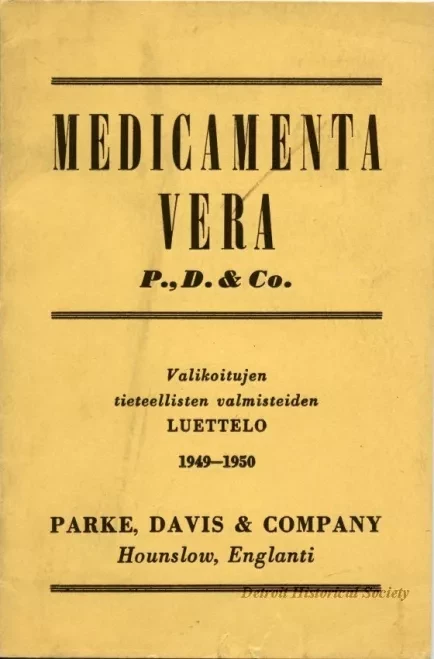 MEDICAMENTA
VERA
P., D. & Co.
Valikoitujen
tieteellisten valmisteiden
LUETTELO
1949—1950
PARKE, DAVIS & COMPANY
Hounslow, Englanti
Detroit Historical Society